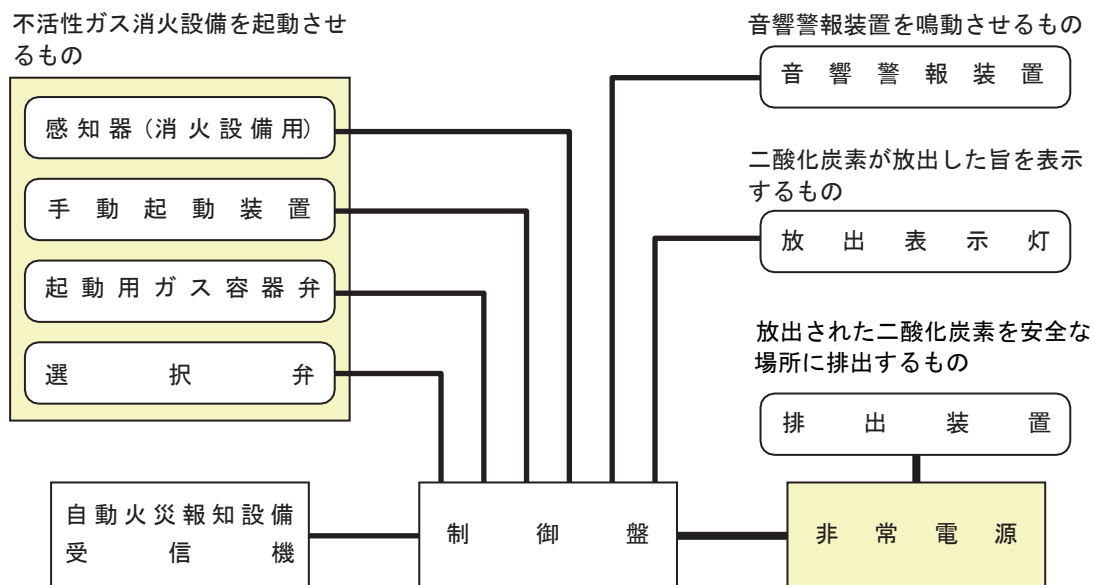 不活性ガス消火設備を起動させ
るもの
感知器(消火設備用)
手動起動装置
起動用ガス容器弁
選択弁
音響警報装置を鳴動させるもの
音響警報装置
二酸化炭素が放出した旨を表示
するもの
放出表示灯
放出された二酸化炭素を安全な
場所に排出するもの
排出装置
自動火災報知設備
受信機
制御盤
非常電源